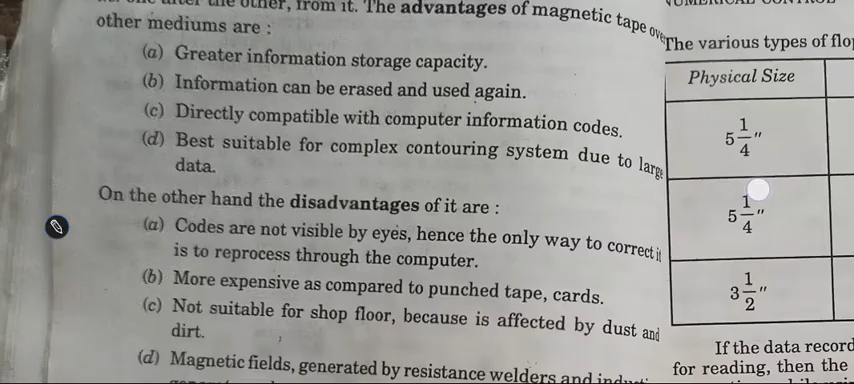 the other, from it. The advantages of magnetic tape over
other mediums are :
(a) Greater information storage capacity.
(b) Information can be erased and used again.
(c) Directly compatible with computer information codes.
(d) Best suitable for complex contouring system due to large
data.
On the other hand the disadvantages of it are :
(a) Codes are not visible by eyes, hence the only way to correct it
is to reprocess through the computer.
(b) More expensive as compared to punched tape, cards.
(c) Not suitable for shop floor, because is affected by dust and
dirt.
(d) Magnetic fields, generated by resistance welders and
The various types of
Physical Size
5 1/4 "
5 1/4 "
3 1/2 "
If the data record
for reading, then the